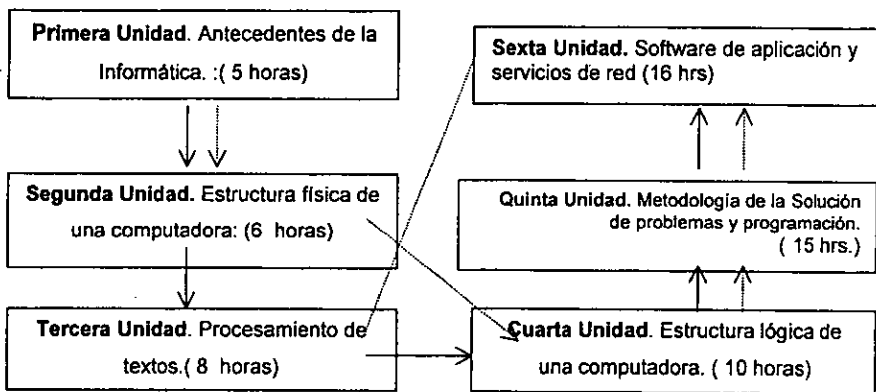 Primera Unidad. Antecedentes de la
Informática. :( 5 horas)
Segunda Unidad. Estructura física de
una computadora: (6 horas)
Tercera Unidad. Procesamiento de
textos.( 8 horas)
Cuarta Unidad. Estructura lógica de
una computadora. ( 10 horas)
Quinta Unidad. Metodología de la Solución
de problemas y programación.
( 15 hrs.)
Sexta Unidad. Software de aplicación y
servicios de red (16 hrs)